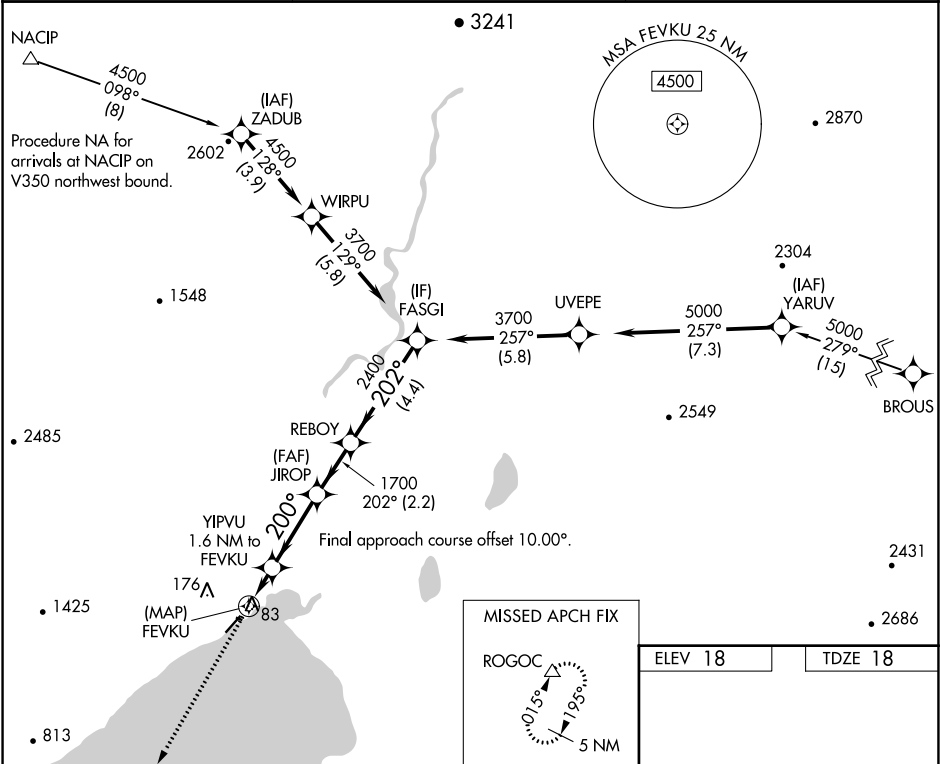 3241
NACIP
4500
098°
(8)
(IAF)
ZADUB
2602
Procedure NA for
arrivals at NACIP on
V350 northwest bound.
4500
128°
(3.9)
WIRPU
3700
129°
(5.8)
MSA FEVKU 25 NM
4500
2870
1548
(IF)
FASGI
UVEPE
3700
257°
(5.8)
2304
(IAF)
YARUV
5000
257°
(7.3)
5000
279°
(15)
BROUS
2549
2400
202°
(4.4)
REBOY
2485
(FAF)
JIROP
1700
202° (2.2)
200°
YIPVU
1.6 NM to
FEVKU
Final approach course offset 10.00°.
176
(MAP)
FEVKU
83
1425
2431
2686
813
MISSED APCH FIX
ROGOC
015°
195°
5 NM
ELEV 18
TDZE 18